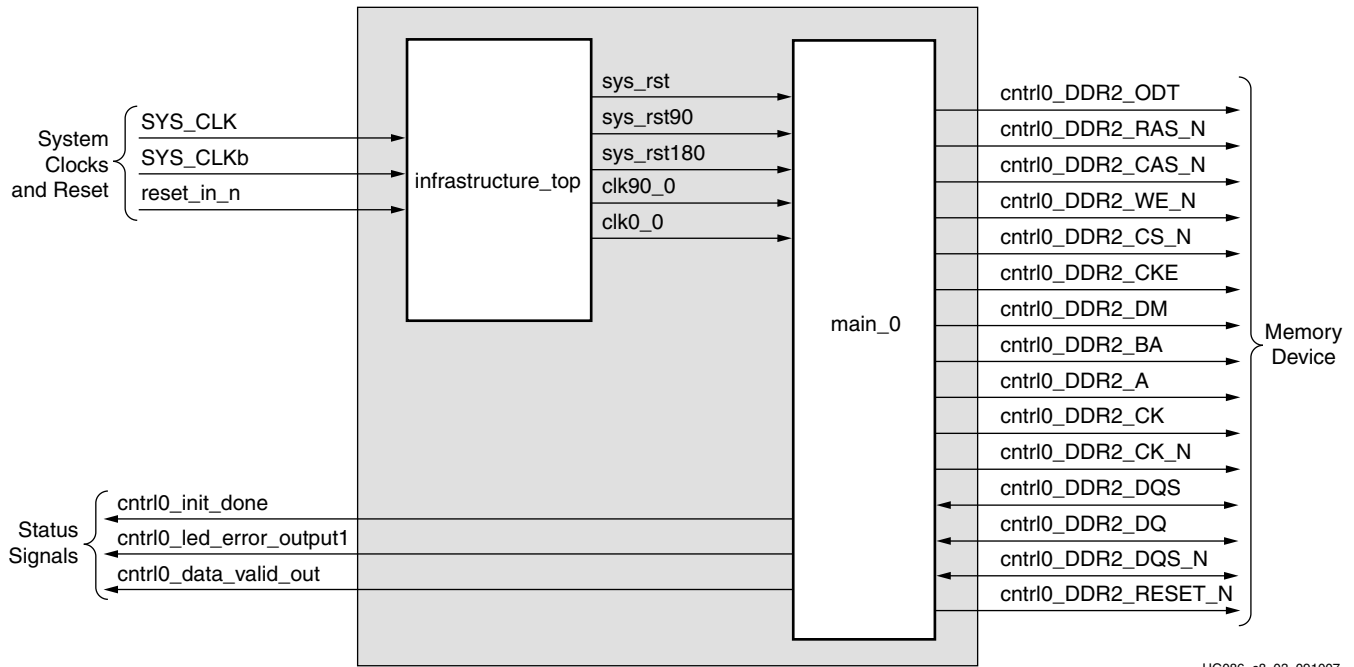 System
Clocks
and Reset
SYS_CLK
SYS_CLKb
reset_in_n
infrastructure_top
sys_rst
sys_rst90
sys_rst180
clk90_0
clk0_0
main_0
cntrl0_DDR2_ODT
cntrl0_DDR2_RAS_N
cntrl0_DDR2_CAS_N
cntrl0_DDR2_WE_N
cntrl0_DDR2_CS_N
cntrl0_DDR2_CKE
cntrl0_DDR2_DM
cntrl0_DDR2_BA
cntrl0_DDR2_A
cntrl0_DDR2_CK
cntrl0_DDR2_CK_N
cntrl0_DDR2_DQS
cntrl0_DDR2_DQ
cntrl0_DDR2_DQS_N
cntrl0_DDR2_RESET_N
Memory
Device
Status
Signals
cntrl0_init_done
cntrl0_led_error_output1
cntrl0_data_valid_out